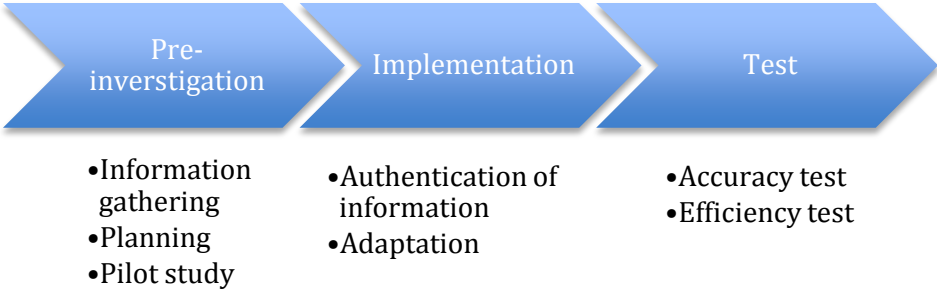 Pre-
inverstigation
Implementation
Test
•Information
gathering
•Planning
•Pilot study
•Authentication of
information
•Adaptation
•Accuracy test
•Efficiency test